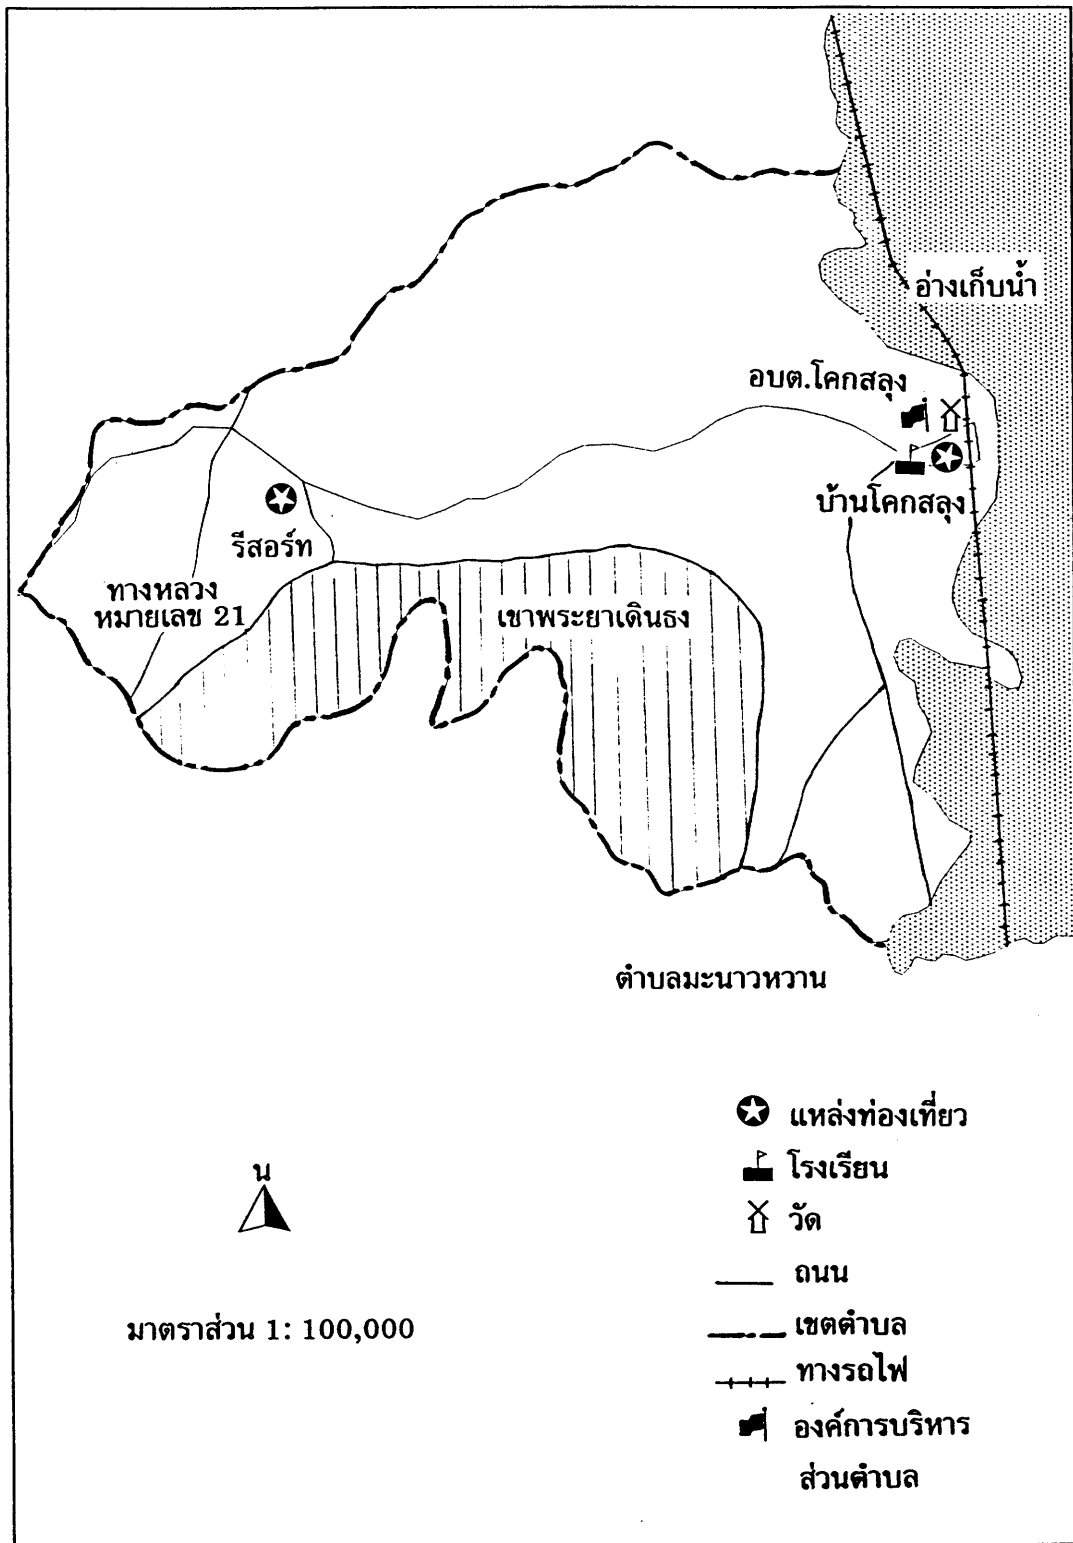 อ่างเก็บน้ำ
อบต.โคกสลุง
บ้านโคกสลุง
รีสอร์ท
ทางหลวง
หมายเลข 21
เขาพระยาเดินธง
ตำบลมะนาวหวาน
แหล่งท่องเที่ยว
โรงเรียน
วัด
ถนน
เขตตำบล
ทางรถไฟ
องค์การบริหาร
ส่วนตำบล
น
มาตราส่วน 1: 100,000